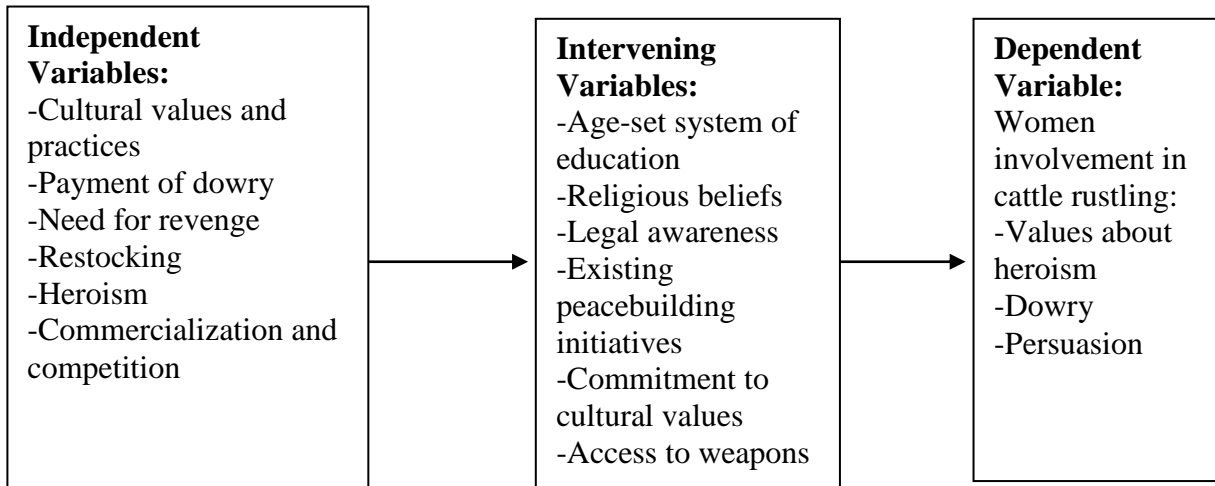 Independent
Variables:
-Cultural values and
practices
-Payment of dowry
-Need for revenge
-Restocking
-Heroism
-Commercialization and
competition
Intervening
Variables:
-Age-set system of
education
-Religious beliefs
-Legal awareness
-Existing
peacebuilding
initiatives
-Commitment to
cultural values
-Access to weapons
Dependent
Variable:
Women
involvement in
cattle rustling:
-Values about
heroism
-Dowry
-Persuasion